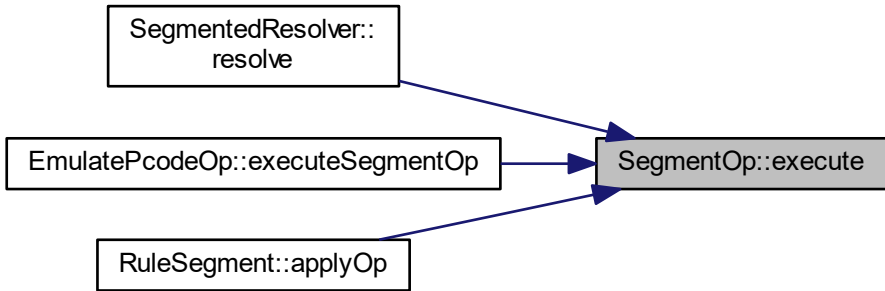 SegmentedResolver::
resolve
EmulatePcodeOp::executeSegmentOp
SegmentOp::execute
RuleSegment::applyOp